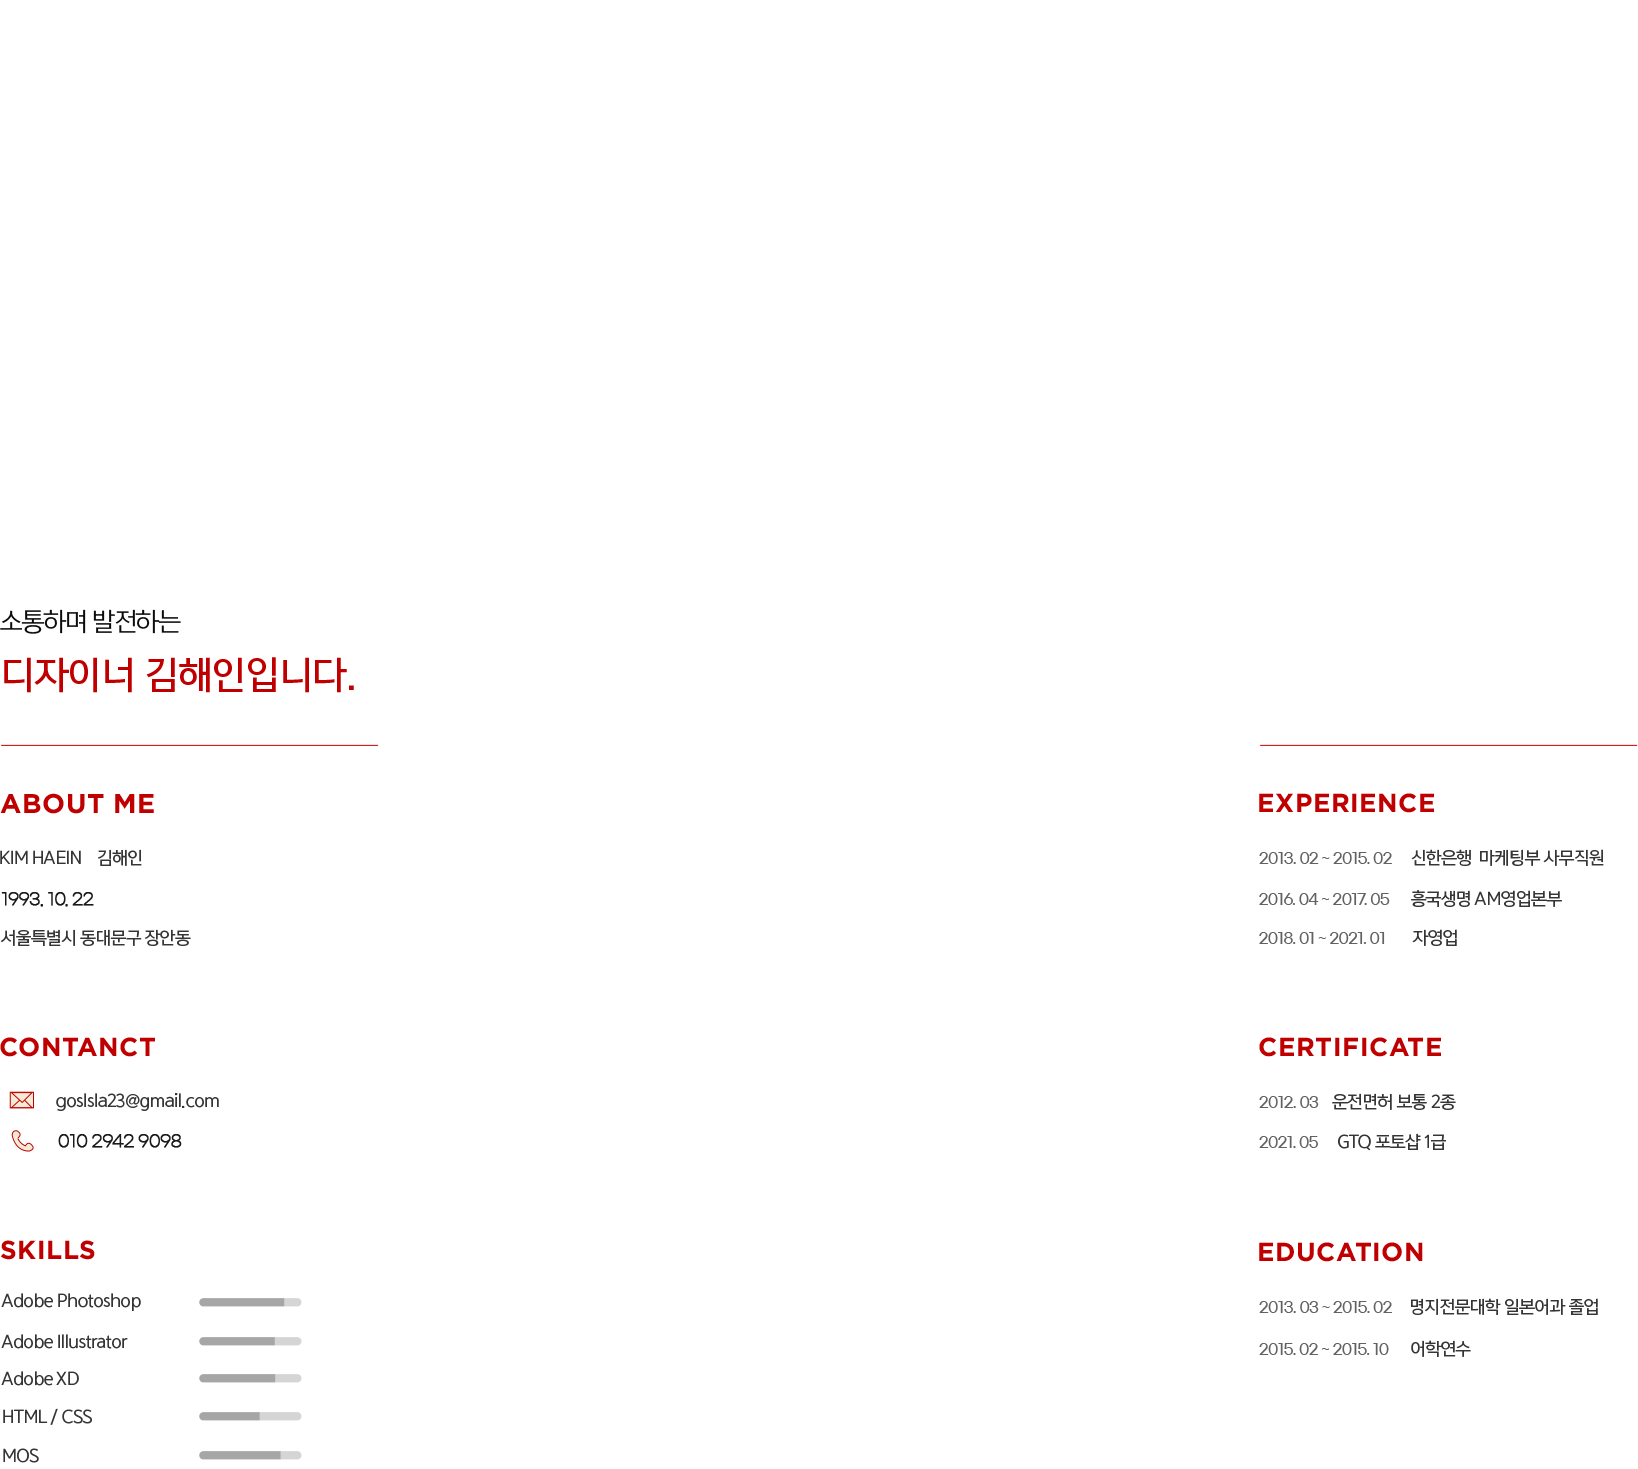 소통하며 발전하는
디자이너 김해인입니다.
ABOUT ME
KIM HAEIN 김해인
1993. 10. 22
서울특별시 동대문구 장안동
CONTANCT
goslsla23@gmail.com
010 2942 9098
SKILLS
Adobe Photoshop
Adobe Illustrator
Adobe XD
HTML / CSS
MOS
EXPERIENCE
2013. 02 ~ 2015. 02 신한은행 마케팅부 사무직원
2016. 04 ~ 2017. 05 흥국생명 AM영업본부
2018. 01 ~ 2021. 01 자영업
CERTIFICATE
2012. 03 운전면허 보통 2종
2021. 05 GTQ 포토샵 1급
EDUCATION
2013. 03 ~ 2015. 02 명지전문대학 일본어과 졸업
2015. 02 ~ 2015. 10 어학연수